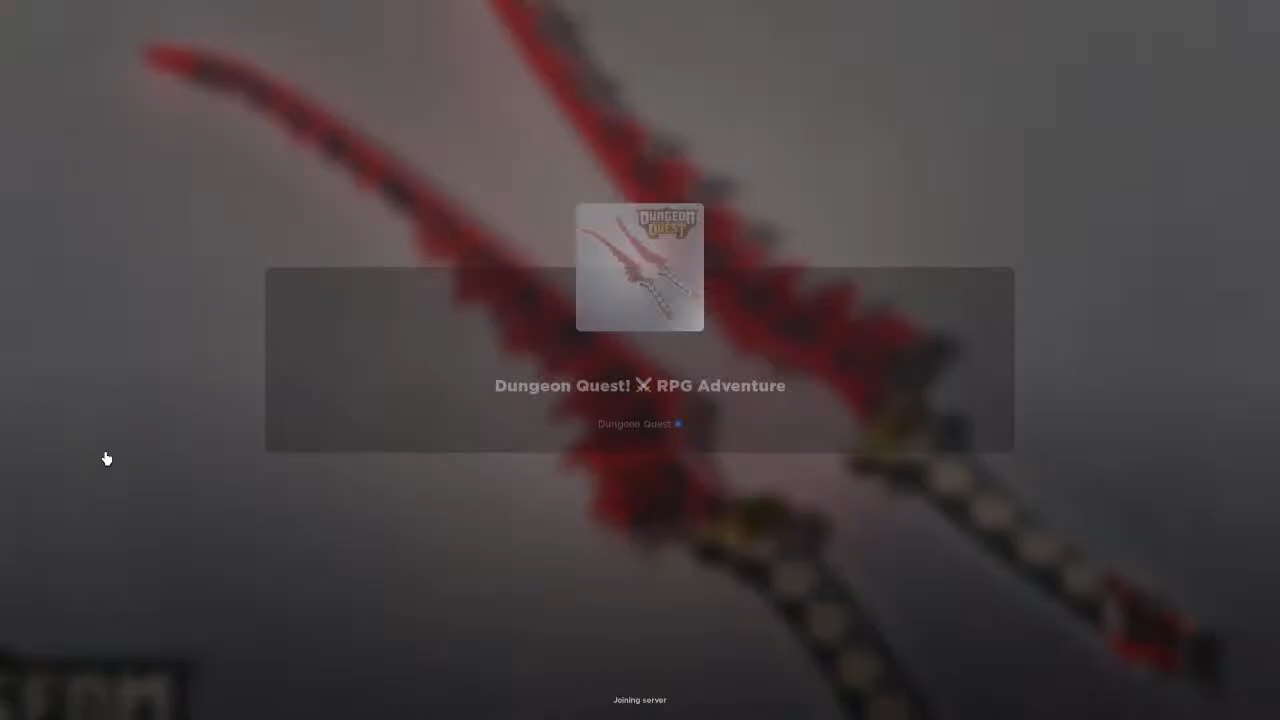 DUNGEON
QUEST
Dungeon Quest! ⚔ RPG Adventure
Dungeon Quest
Joining server